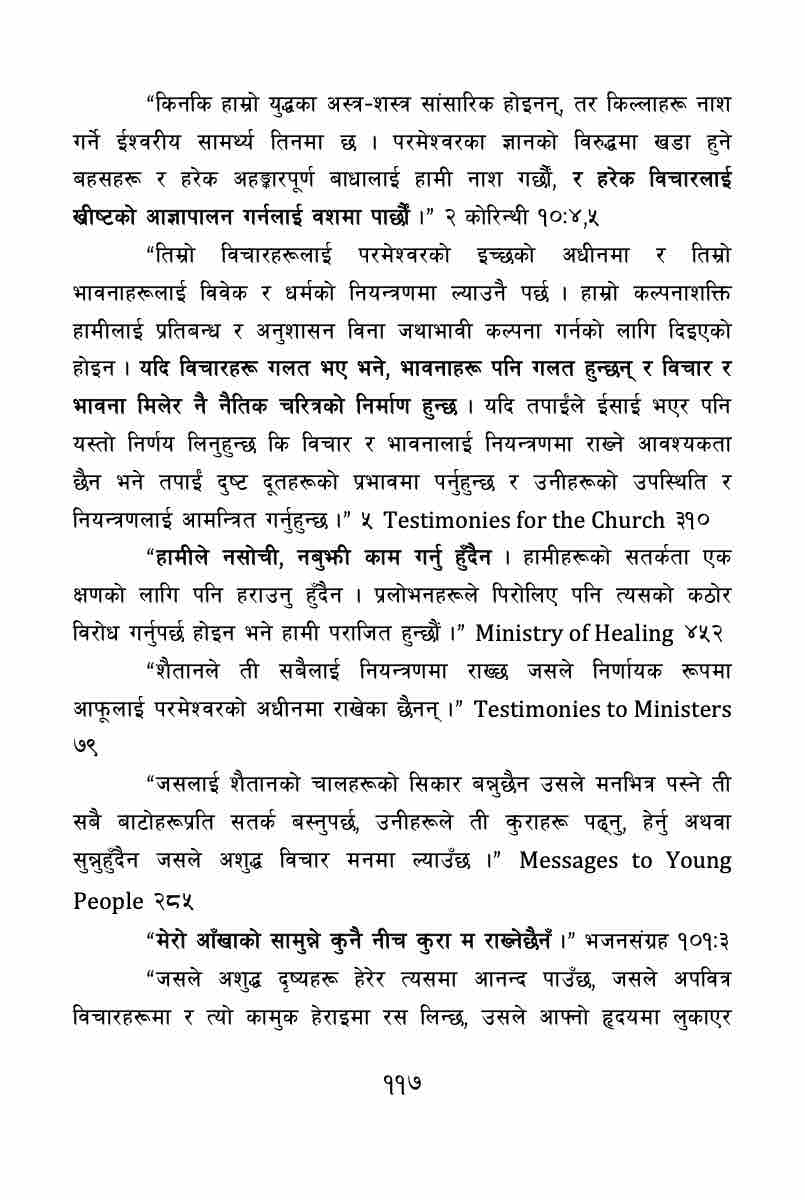 “किनकि हाम्रो युद्धका अस्त्र-शस्त्र सांसारिक होइनन्, तर किल्लाहरू नाश
गर्ने ईश्वरीय सामर्थ्य तिनमा छ । परमेश्वरका ज्ञानको विरुद्धमा खडा हुने
बहसहरू र हरेक अहङ्कारपूर्ण बाधालाई हामी नाश गर्छौं, र हरेक विचारलाई
ख्रीष्टको आज्ञापालन गर्नलाई वशमा पार्छौं ।” २ कोरिन्थी १०:४,५
“तिम्रो विचारहरूलाई परमेश्वरको इच्छको अधीनमा र तिम्रो
भावनाहरूलाई विवेक र धर्मको नियन्त्रणमा ल्याउनै पर्छ । हाम्रो कल्पनाशक्ति
हामीलाई प्रतिबन्ध र अनुशासन विना जथाभावी कल्पना गर्नको लागि दिइएको
होइन । यदि विचारहरू गलत भए भने, भावनाहरू पनि गलत हुन्छन् र विचार र
भावना मिलेर नै नैतिक चरित्रको निर्माण हुन्छ । यदि तपाईंले ईसाई भएर पनि
यस्तो निर्णय लिनुहुन्छ कि विचार र भावनालाई नियन्त्रणमा राख्ने आवश्यकता
छैन भने तपाईं दुष्ट दूतहरूको प्रभावमा पर्नुहुन्छ र उनीहरूको उपस्थिति र
नियन्त्रणलाई आमन्त्रित गर्नुहुन्छ ।” ५ Testimonies for the Church ३१०
“हामीले नसोची, नबुझी काम गर्नु हुँदैन । हामीहरूको सतर्कता एक
क्षणको लागि पनि हराउनु हुँदैन । प्रलोभनहरूले पिरोलिए पनि त्यसको कठोर
विरोध गर्नुपर्छ होइन भने हामी पराजित हुन्छौं ।” Ministry of Healing ४५२
“शैतानले ती सबैलाई नियन्त्रणमा राख्छ जसले निर्णायक रूपमा
आफूलाई परमेश्वरको अधीनमा राखेका छैनन् ।” Testimonies to Ministers
७९
“जसलाई शैतानको चालहरूको सिकार बन्नुछैन उसले मनभित्र पस्ने ती
सबै बाटोहरूप्रति सतर्क बस्नुपर्छ, उनीहरूले ती कुराहरू पढ्नु, हेर्नु अथवा
सुन्नुहुँदैन जसले अशुद्ध विचार मनमा ल्याउँछ ।” Messages to Young
People २८५
“मेरो आँखाको सामुन्ने कुनै नीच कुरा म राख्नेछैनँ ।” भजनसंग्रह १०१:३
“जसले अशुद्ध दृष्यहरू हेरेर त्यसमा आनन्द पाउँछ, जसले अपवित्र
विचारहरूमा र त्यो कामुक हेराइमा रस लिन्छ, उसले आफ्नो हृदयमा लुकाएर
११७